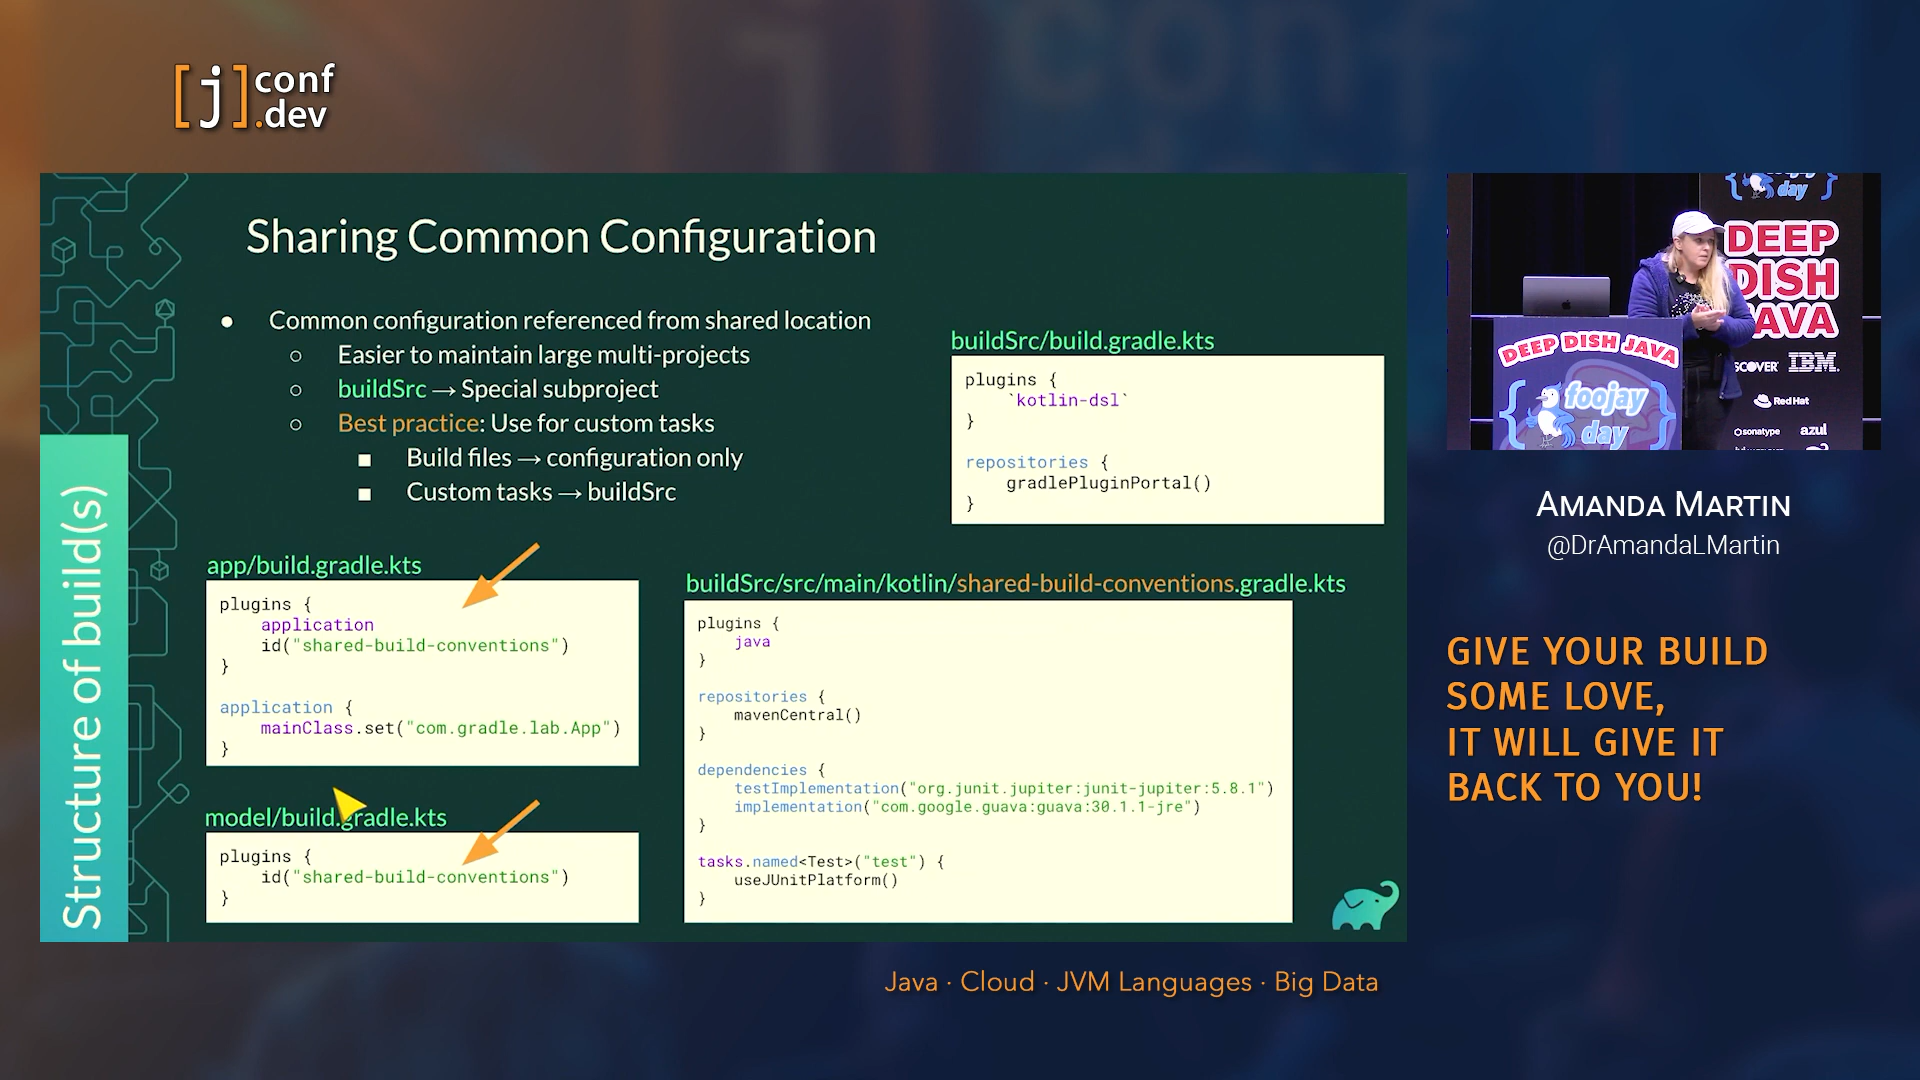 [j]conf
.dev
Sharing Common Configuration
● Common configuration referenced from shared location
○ Easier to maintain large multi-projects
○ buildSrc → Special subproject
○ Best practice: Use for custom tasks
■ Build files → configuration only
■ Custom tasks → buildSrc
buildSrc/build.gradle.kts
plugins {
    `kotlin-dsl`
}
repositories {
    gradlePluginPortal()
}
app/build.gradle.kts
plugins {
    application
    id("shared-build-conventions")
}
application {
    mainClass.set("com.gradle.lab.App")
}
model/build.gradle.kts
plugins {
    id("shared-build-conventions")
}
buildSrc/src/main/kotlin/shared-build-conventions.gradle.kts
plugins {
    java
}
repositories {
    mavenCentral()
}
dependencies {
    testImplementation("org.junit.jupiter:junit-jupiter:5.8.1")
    implementation("com.google.guava:guava:30.1.1-jre")
}
tasks.named<Test>("test") {
    useJUnitPlatform()
}
Structure of build(s)
day
DEEP
DISH
AVA
SCOVER IBM.
Red Hat
sonatype azul
DEEP DISH JAVA
{ foojay }
day
AMANDA MARTIN
@DrAmandaLMartin
GIVE YOUR BUILD
SOME LOVE,
IT WILL GIVE IT
BACK TO YOU!
Java · Cloud · JVM Languages · Big Data